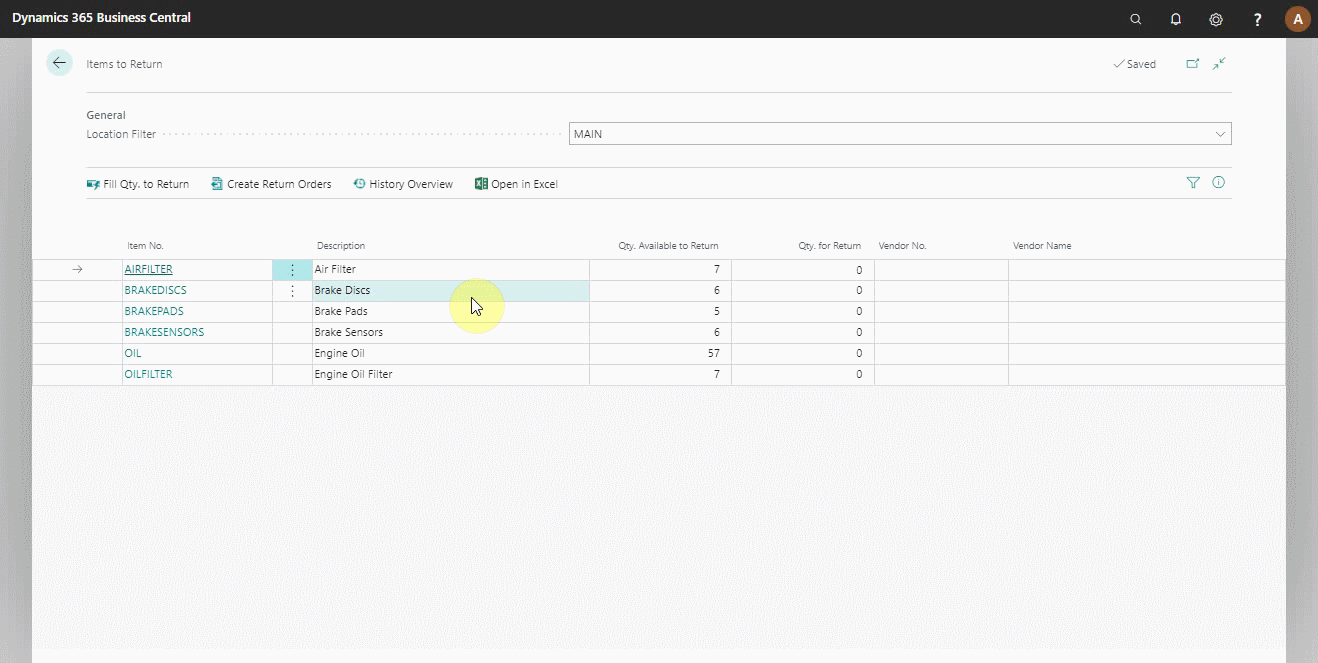 Dynamics 365 Business Central
?
A
Items to Return
Saved
General
Location Filter MAIN
Fill Qty. to Return Create Return Orders History Overview Open in Excel
Item No. Description Qty. Available to Return Qty. for Return Vendor No. Vendor Name
AIRFILTER Air Filter 7 0
BRAKEDISCS Brake Discs 6 0
BRAKEPADS Brake Pads 5 0
BRAKESENSORS Brake Sensors 6 0
OIL Engine Oil 57 0
OILFILTER Engine Oil Filter 7 0